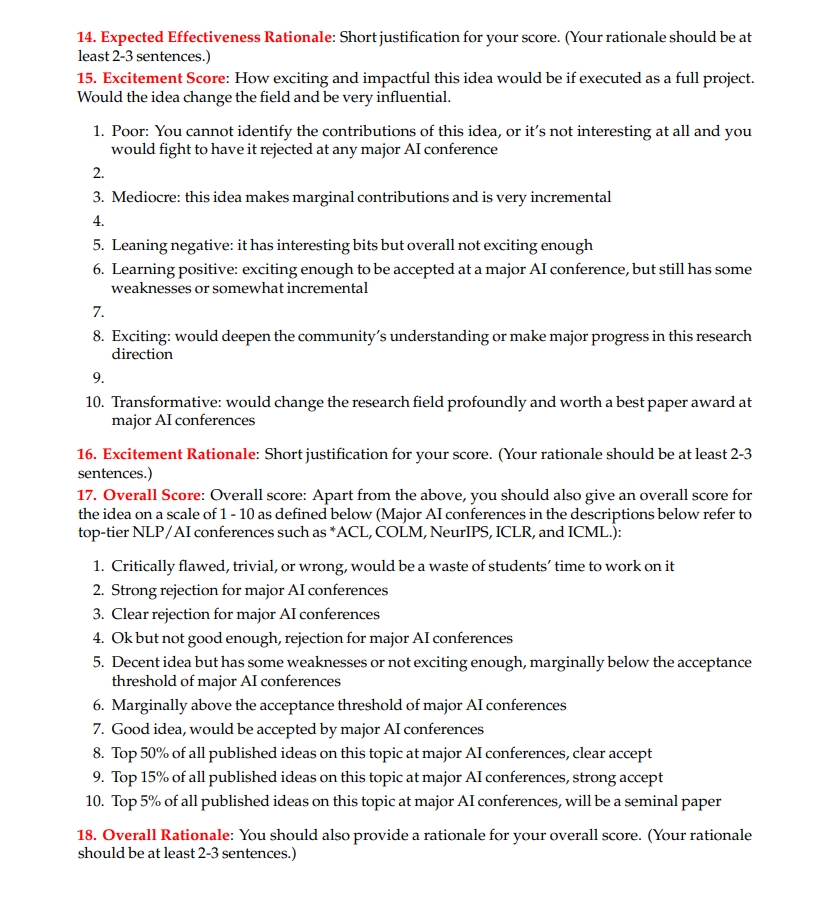 14. Expected Effectiveness Rationale: Short justification for your score. (Your rationale should be at
least 2-3 sentences.)
15. Excitement Score: How exciting and impactful this idea would be if executed as a full project.
Would the idea change the field and be very influential.
1. Poor: You cannot identify the contributions of this idea, or it's not interesting at all and you
would fight to have it rejected at any major AI conference
2.
3. Mediocre: this idea makes marginal contributions and is very incremental
4.
5. Leaning negative: it has interesting bits but overall not exciting enough
6. Learning positive: exciting enough to be accepted at a major AI conference, but still has some
weaknesses or somewhat incremental
7.
8. Exciting: would deepen the community's understanding or make major progress in this research
direction
9.
10. Transformative: would change the research field profoundly and worth a best paper award at
major AI conferences
16. Excitement Rationale: Short justification for your score. (Your rationale should be at least 2-3
sentences.)
17. Overall Score: Overall score: Apart from the above, you should also give an overall score for
the idea on a scale of 1 - 10 as defined below (Major AI conferences in the descriptions below refer to
top-tier NLP/AI conferences such as *ACL, COLM, NeurIPS, ICLR, and ICML.):
1. Critically flawed, trivial, or wrong, would be a waste of students' time to work on it
2. Strong rejection for major AI conferences
3. Clear rejection for major AI conferences
4. Ok but not good enough, rejection for major AI conferences
5. Decent idea but has some weaknesses or not exciting enough, marginally below the acceptance
threshold of major AI conferences
6. Marginally above the acceptance threshold of major AI conferences
7. Good idea, would be accepted by major AI conferences
8. Top 50% of all published ideas on this topic at major AI conferences, clear accept
9. Top 15% of all published ideas on this topic at major AI conferences, strong accept
10. Top 5% of all published ideas on this topic at major AI conferences, will be a seminal paper
18. Overall Rationale: You should also provide a rationale for your overall score. (Your rationale
should be at least 2-3 sentences.)